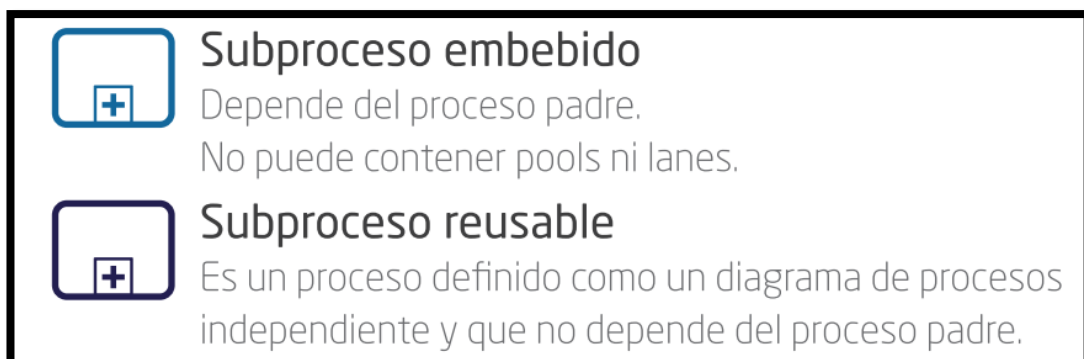 Subproceso embebido
Depende del proceso padre.
No puede contener pools ni lanes.
Subproceso reusable
Es un proceso definido como un diagrama de procesos
independiente y que no depende del proceso padre.